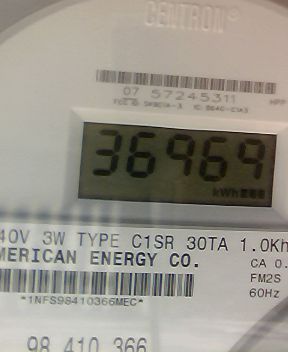 CENTRON®
07 57245311
36969
kWh
40V 3W TYPE C1SR 30TA 1.0Kh
MERICAN ENERGY CO.
CA 0.
FM2S
*1NFS98410366MEC*
60Hz
98 410 366